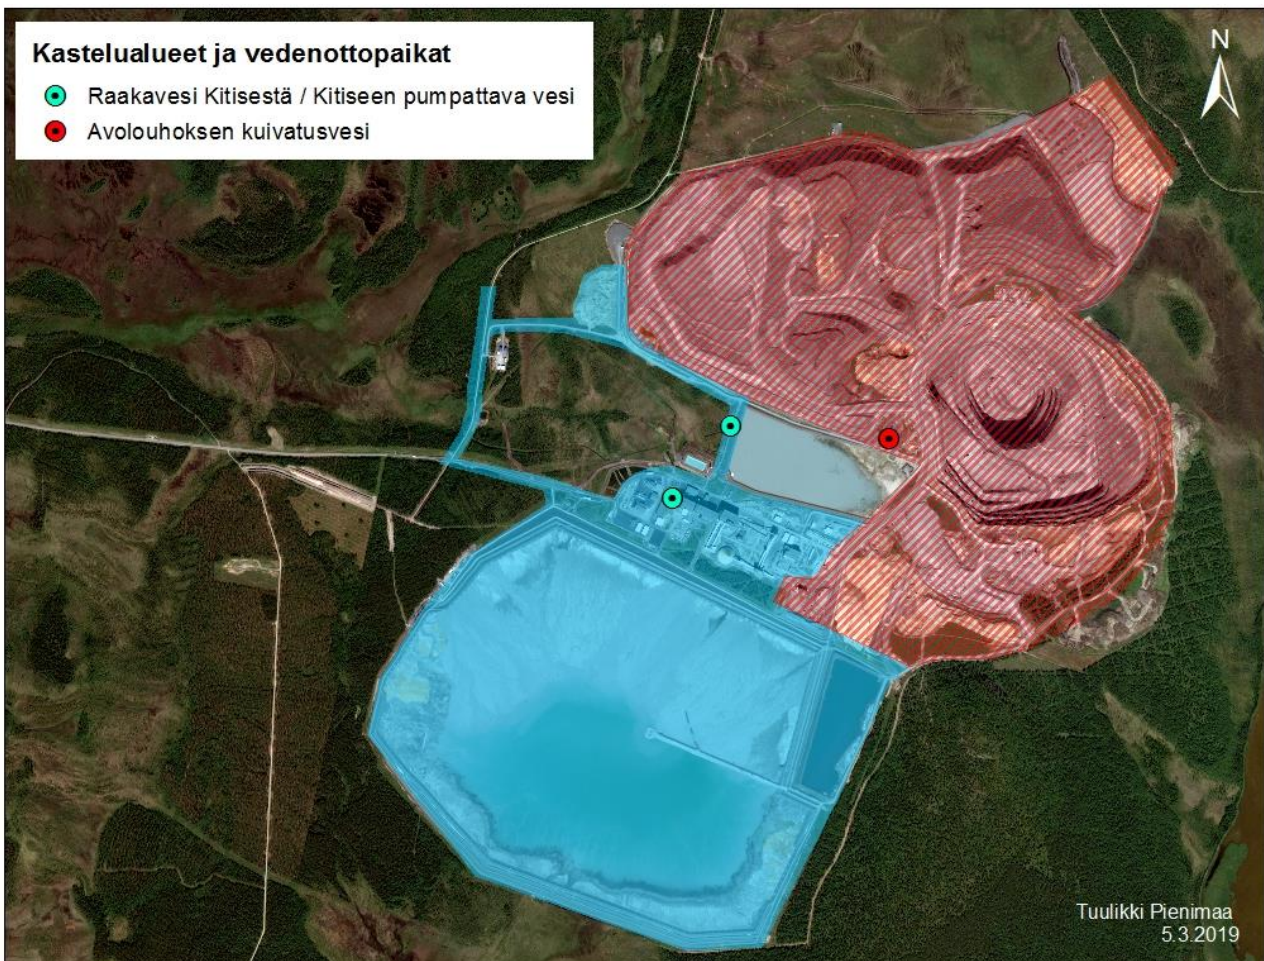 Kastelualueet ja vedenottopaikat
Raakavesi Kitisestä / Kitiseen pumpattava vesi
Avolouhoksen kuivatusvesi
N
Tuulikki Pienimaa
5.3.2019